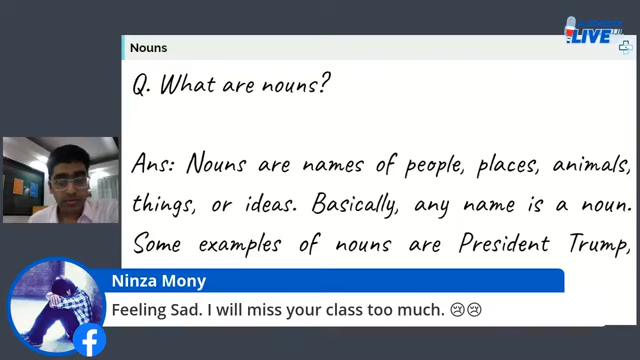 LIVE
Nouns
Q. What are nouns?
Ans: Nouns are names of people, places, animals,
things, or ideas. Basically, any name is a noun.
Some examples of nouns are President Trump,
Ninza Mony
Feeling Sad. I will miss your class too much. 😢😢